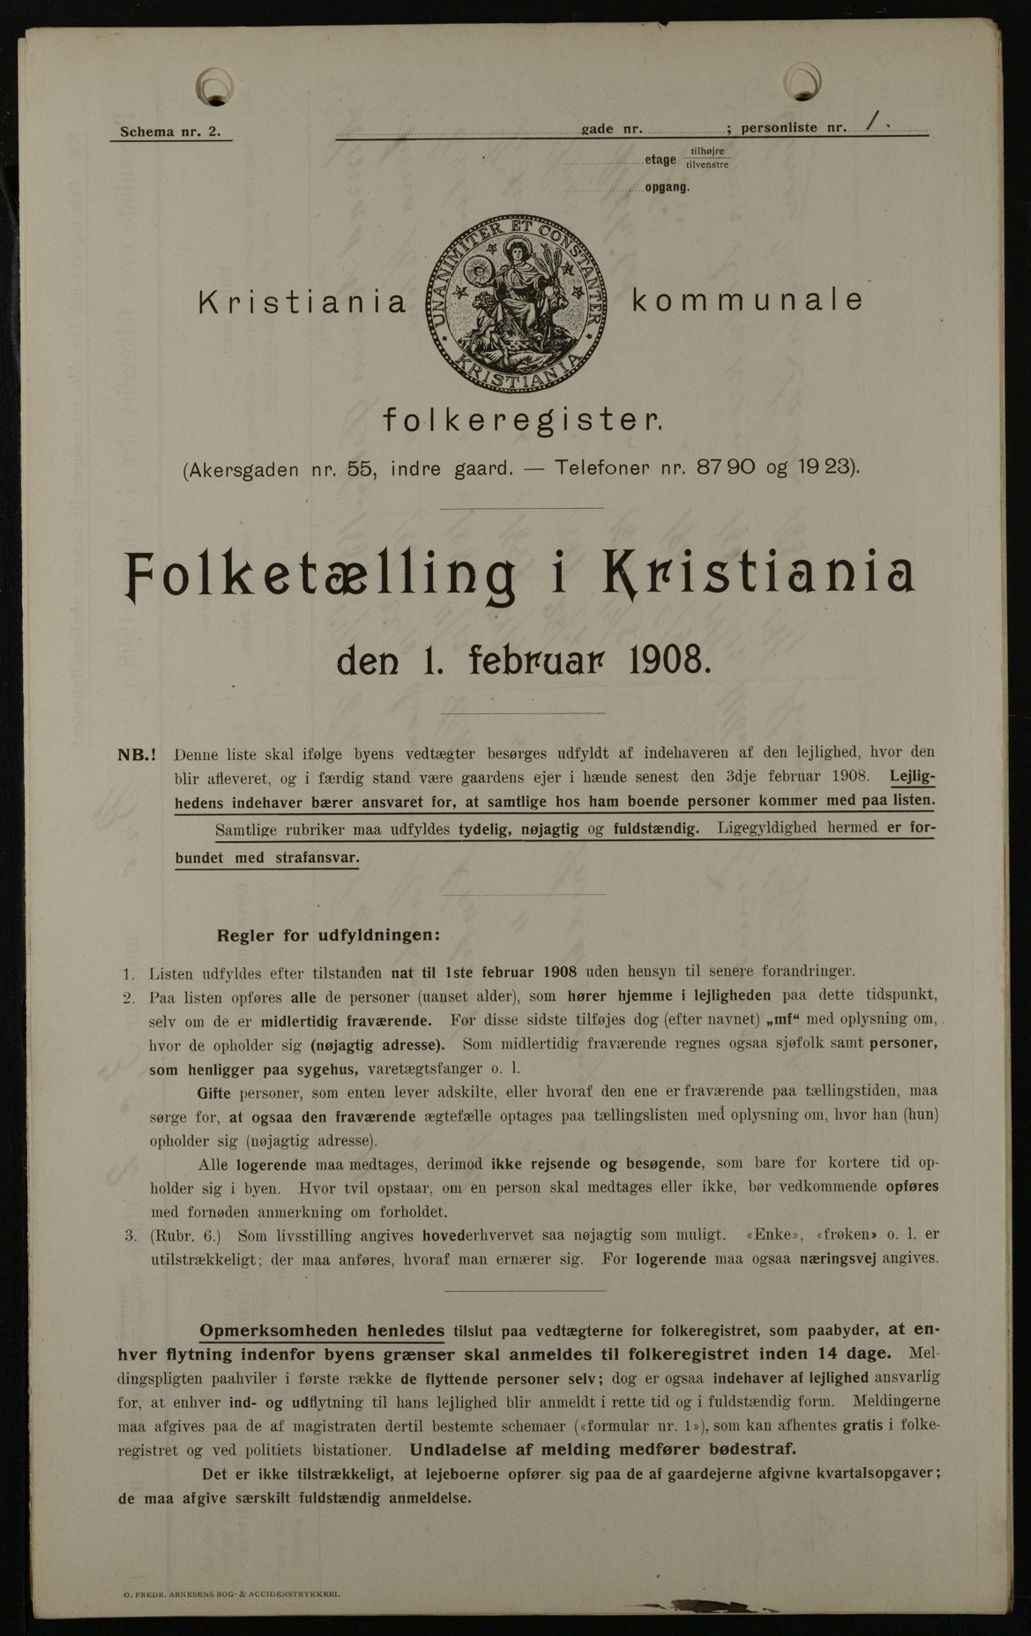 Schema nr. 2.
gade nr. ; personliste nr. 1.
etage tilhøjre
tilvenstre
opgang.
UNANIMITER ET CONSTANTER
KRISTIANIA
Kristiania kommunale
folkeregister.
(Akersgaden nr. 55, indre gaard. — Telefoner nr. 87 90 og 19 23).
Folketælling i Kristiania
den 1. februar 1908.
NB.! Denne liste skal ifølge byens vedtægter besørges udfyldt af indehaveren af den lejlighed, hvor den
blir afleveret, og i færdig stand være gaardens ejer i hænde senest den 3dje februar 1908. Lejlig-
hedens indehaver bærer ansvaret for, at samtlige hos ham boende personer kommer med paa listen.
Samtlige rubriker maa udfyldes tydelig, nøjagtig og fuldstændig. Ligegyldighed hermed er for-
bundet med strafansvar.
Regler for udfyldningen:
1. Listen udfyldes efter tilstanden nat til 1ste februar 1908 uden hensyn til senere forandringer.
2. Paa listen opføres alle de personer (uanset alder), som hører hjemme i lejligheden paa dette tidspunkt,
selv om de er midlertidig fraværende. For disse sidste tilføjes dog (efter navnet) „mf“ med oplysning om,
hvor de opholder sig (nøjagtig adresse). Som midlertidig fraværende regnes ogsaa sjøfolk samt personer,
som henligger paa sygehus, varetægtsfanger o. l.
Gifte personer, som enten lever adskilte, eller hvoraf den ene er fraværende paa tællingstiden, maa
sørge for, at ogsaa den fraværende ægtefælle optages paa tællingslisten med oplysning om, hvor han (hun)
opholder sig (nøjagtig adresse).
Alle logerende maa medtages, derimod ikke rejsende og besøgende, som bare for kortere tid op-
holder sig i byen. Hvor tvil opstaar, om en person skal medtages eller ikke, bør vedkommende opføres
med fornøden anmerkning om forholdet.
3. (Rubr. 6.) Som livsstilling angives hovederhvervet saa nøjagtig som muligt. «Enke», «frøken» o. l. er
utilstrækkeligt; der maa anføres, hvoraf man ernærer sig. For logerende maa ogsaa næringsvej angives.
Opmerksomheden henledes tilslut paa vedtægterne for folkeregistret, som paabyder, at en-
hver flytning indenfor byens grænser skal anmeldes til folkeregistret inden 14 dage. Mel-
dingspligten paahviler i første række de flyttende personer selv; dog er ogsaa indehaver af lejlighed ansvarlig
for, at enhver ind- og udflytning til hans lejlighed blir anmeldt i rette tid og i fuldstændig form. Meldingerne
maa afgives paa de af magistraten dertil bestemte schemaer («formular nr. 1»), som kan afhentes gratis i folke-
registret og ved politiets bistationer. Undladelse af melding medfører bødestraf.
Det er ikke tilstrækkeligt, at lejeboerne opfører sig paa de af gaardejerne afgivne kvartalsopgaver;
de maa afgive særskilt fuldstændig anmeldelse.
O. FREDR. ARNESENS BOG- & ACCIDENSTRYKKERI.